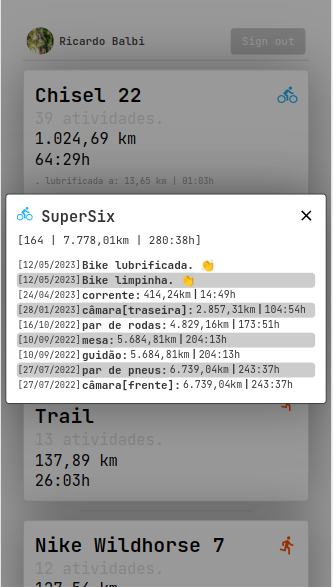 Ricardo Balbi
Sign out
Chisel 22
39 atividades.
1.024,69 km
64:29h
. lubrificada a: 13,65 km | 01:03h
SuperSix
[164 | 7.778,01km | 280:38h]
[12/05/2023]Bike lubrificada. 👏
[12/05/2023]Bike limpinha. 👏
[24/04/2023]corrente: 414,24km | 14:49h
[28/01/2023]câmara[traseira]: 2.857,31km | 104:54h
[16/10/2022]par de rodas: 4.829,16km | 173:51h
[10/09/2022]mesa: 5.684,81km | 204:13h
[10/09/2022]guidão: 5.684,81km | 204:13h
[27/07/2022]par de pneus: 6.739,04km | 243:37h
[27/07/2022]câmara[frente]: 6.739,04km | 243:37h
Trail
13 atividades.
137,89 km
26:03h
Nike Wildhorse 7
12 atividades.
127,54 km